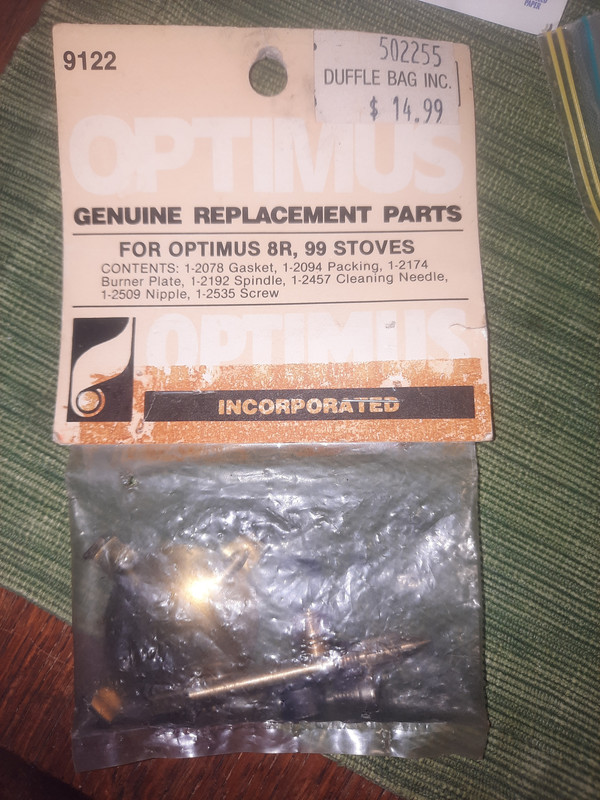 PAPER
9122
502255
DUFFLE BAG INC.
$ 14.99
OPTIMUS
GENUINE REPLACEMENT PARTS
FOR OPTIMUS 8R, 99 STOVES
CONTENTS: 1-2078 Gasket, 1-2094 Packing, 1-2174
Burner Plate, 1-2192 Spindle, 1-2457 Cleaning Needle,
1-2509 Nipple, 1-2535 Screw
OPTIMUS
INCORPORATED